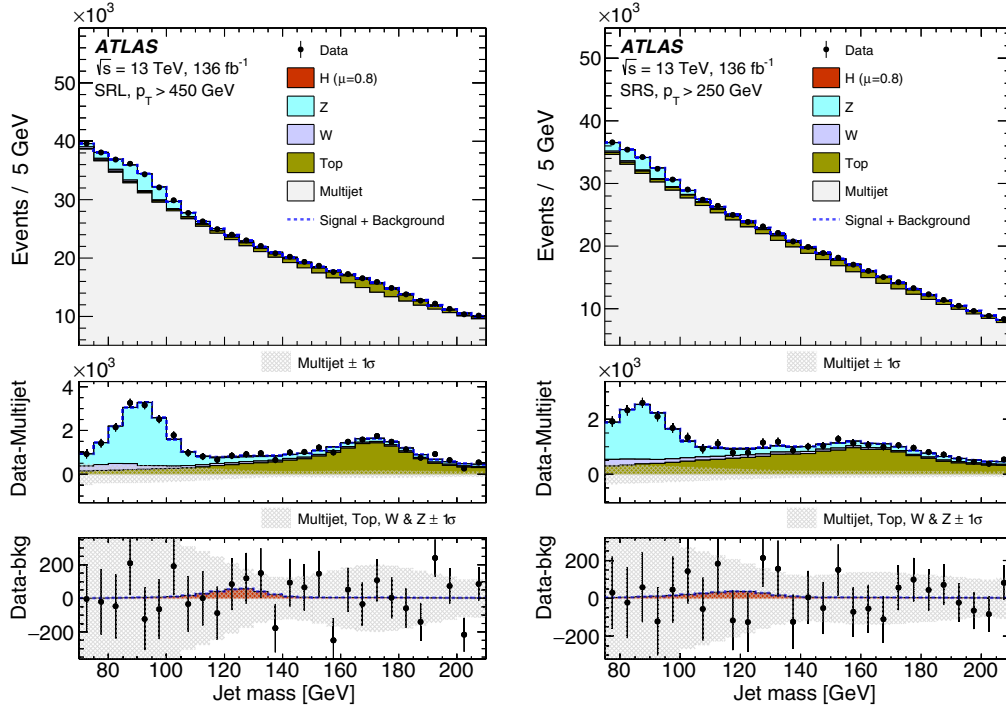 ×10³
ATLAS
√s = 13 TeV, 136 fb⁻¹
SRL, pT > 450 GeV
Data
H (μ=0.8)
Z
W
Top
Multijet
Signal + Background
Events / 5 GeV
50
40
30
20
10
Multijet ± 1σ
×10³
Data-Multijet
4
2
0
Multijet, Top, W & Z ± 1σ
Data-bkg
200
0
−200
80 100 120 140 160 180 200
Jet mass [GeV]
×10³
ATLAS
√s = 13 TeV, 136 fb⁻¹
SRS, pT > 250 GeV
Data
H (μ=0.8)
Z
W
Top
Multijet
Signal + Background
Events / 5 GeV
50
40
30
20
10
Multijet ± 1σ
×10³
Data-Multijet
2
0
Multijet, Top, W & Z ± 1σ
Data-bkg
200
0
−200
80 100 120 140 160 180 200
Jet mass [GeV]